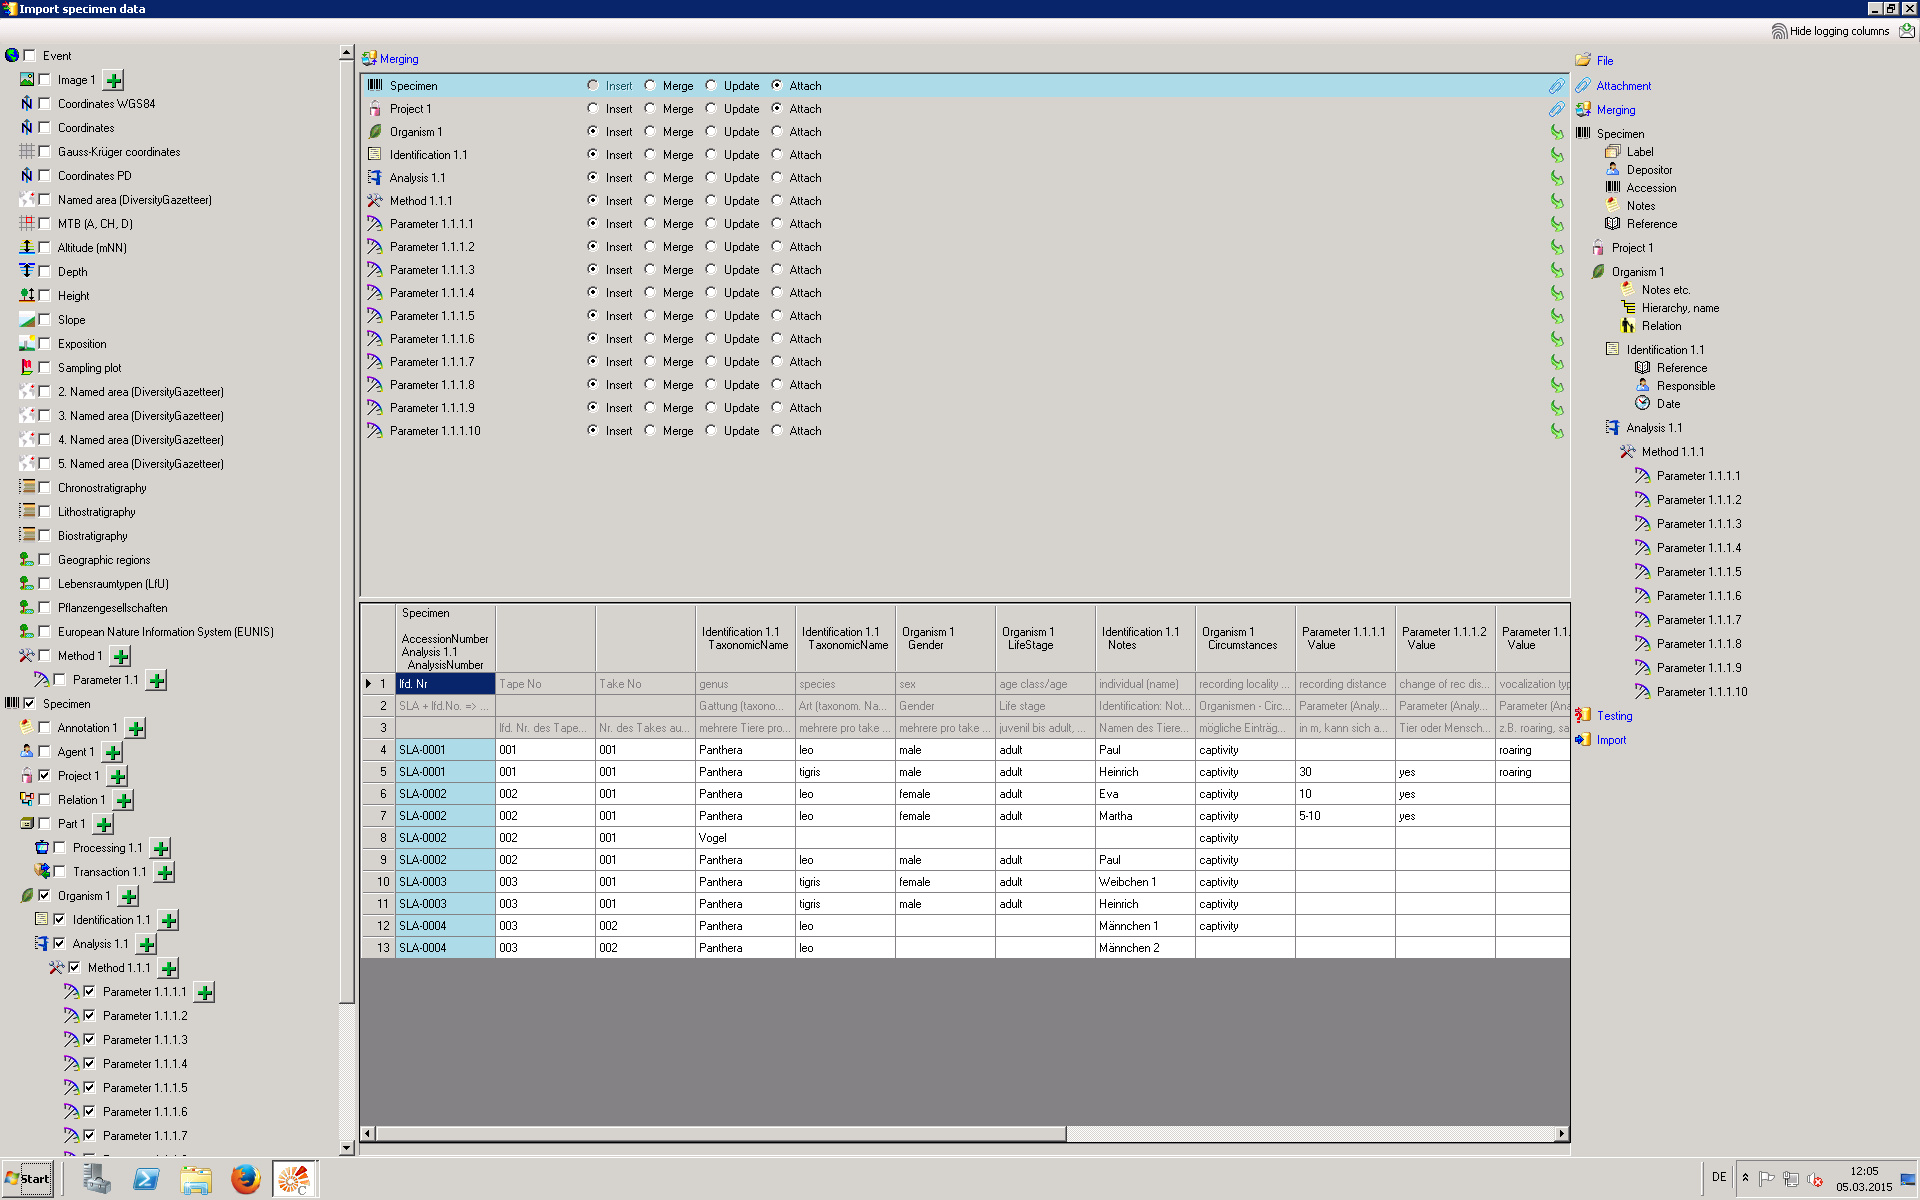 Import specimen data
Hide logging columns
Event
Image 1
Coordinates WGS84
Coordinates
Gauss-Krüger coordinates
Coordinates PD
Named area (DiversityGazetteer)
MTB (A, CH, D)
Altitude (mNN)
Depth
Height
Slope
Exposition
Sampling plot
2. Named area (DiversityGazetteer)
3. Named area (DiversityGazetteer)
4. Named area (DiversityGazetteer)
5. Named area (DiversityGazetteer)
Chronostratigraphy
Lithostratigraphy
Biostratigraphy
Geographic regions
Lebensraumtypen (LfU)
Pflanzengesellschaften
European Nature Information System (EUNIS)
Method 1
Parameter 1.1
Specimen
Annotation 1
Agent 1
Project 1
Relation 1
Part 1
Processing 1.1
Transaction 1.1
Organism 1
Identification 1.1
Analysis 1.1
Method 1.1.1
Parameter 1.1.1.1
Parameter 1.1.1.2
Parameter 1.1.1.3
Parameter 1.1.1.4
Parameter 1.1.1.5
Parameter 1.1.1.6
Parameter 1.1.1.7
Merging
Specimen Insert Merge Update Attach
Project 1 Insert Merge Update Attach
Organism 1 Insert Merge Update Attach
Identification 1.1 Insert Merge Update Attach
Analysis 1.1 Insert Merge Update Attach
Method 1.1.1 Insert Merge Update Attach
Parameter 1.1.1.1 Insert Merge Update Attach
Parameter 1.1.1.2 Insert Merge Update Attach
Parameter 1.1.1.3 Insert Merge Update Attach
Parameter 1.1.1.4 Insert Merge Update Attach
Parameter 1.1.1.5 Insert Merge Update Attach
Parameter 1.1.1.6 Insert Merge Update Attach
Parameter 1.1.1.7 Insert Merge Update Attach
Parameter 1.1.1.8 Insert Merge Update Attach
Parameter 1.1.1.9 Insert Merge Update Attach
Parameter 1.1.1.10 Insert Merge Update Attach
Specimen
Identification 1.1 Identification 1.1 Organism 1 Organism 1 Identification 1.1 Organism 1 Parameter 1.1.1.1 Parameter 1.1.1.2 Parameter 1.1.
AccessionNumber TaxonomicName TaxonomicName Gender LifeStage Notes Circumstances Value Value Value
Analysis 1.1
AnalysisNumber
1 lfd. Nr Tape No Take No genus species sex age class/age individual (name) recording locality ... recording distance change of rec dis... vocalization typ
2 SLA + lfd.No. => ... Gattung (taxono... Art (taxonom. Na... Gender Life stage Identification: Not... Organismen - Circ... Parameter (Analy... Parameter (Analy... Parameter (Ana
3 lfd. Nr. des Tape... Nr. des Takes au... mehrere Tiere pro... mehrere pro take ... mehrere pro take ... juvenil bis adult, ... Namen des Tiere... mögliche Einträg... in m, kann sich a... Tier oder Mensch... z.B. roaring, sa
4 SLA-0001 001 001 Panthera leo male adult Paul captivity roaring
5 SLA-0001 001 001 Panthera tigris male adult Heinrich captivity 30 yes roaring
6 SLA-0002 002 001 Panthera leo female adult Eva captivity 10 yes
7 SLA-0002 002 001 Panthera leo female adult Martha captivity 5-10 yes
8 SLA-0002 002 001 Vogel captivity
9 SLA-0002 002 001 Panthera leo male adult Paul captivity
10 SLA-0003 003 001 Panthera tigris female adult Weibchen 1 captivity
11 SLA-0003 003 001 Panthera tigris male adult Heinrich captivity
12 SLA-0004 003 002 Panthera leo Männchen 1 captivity
13 SLA-0004 003 002 Panthera leo Männchen 2
File
Attachment
Merging
Specimen
Label
Depositor
Accession
Notes
Reference
Project 1
Organism 1
Notes etc.
Hierarchy, name
Relation
Identification 1.1
Reference
Responsible
Date
Analysis 1.1
Method 1.1.1
Parameter 1.1.1.1
Parameter 1.1.1.2
Parameter 1.1.1.3
Parameter 1.1.1.4
Parameter 1.1.1.5
Parameter 1.1.1.6
Parameter 1.1.1.7
Parameter 1.1.1.8
Parameter 1.1.1.9
Parameter 1.1.1.10
Testing
Import
Start
C
DE
12:05
05.03.2015